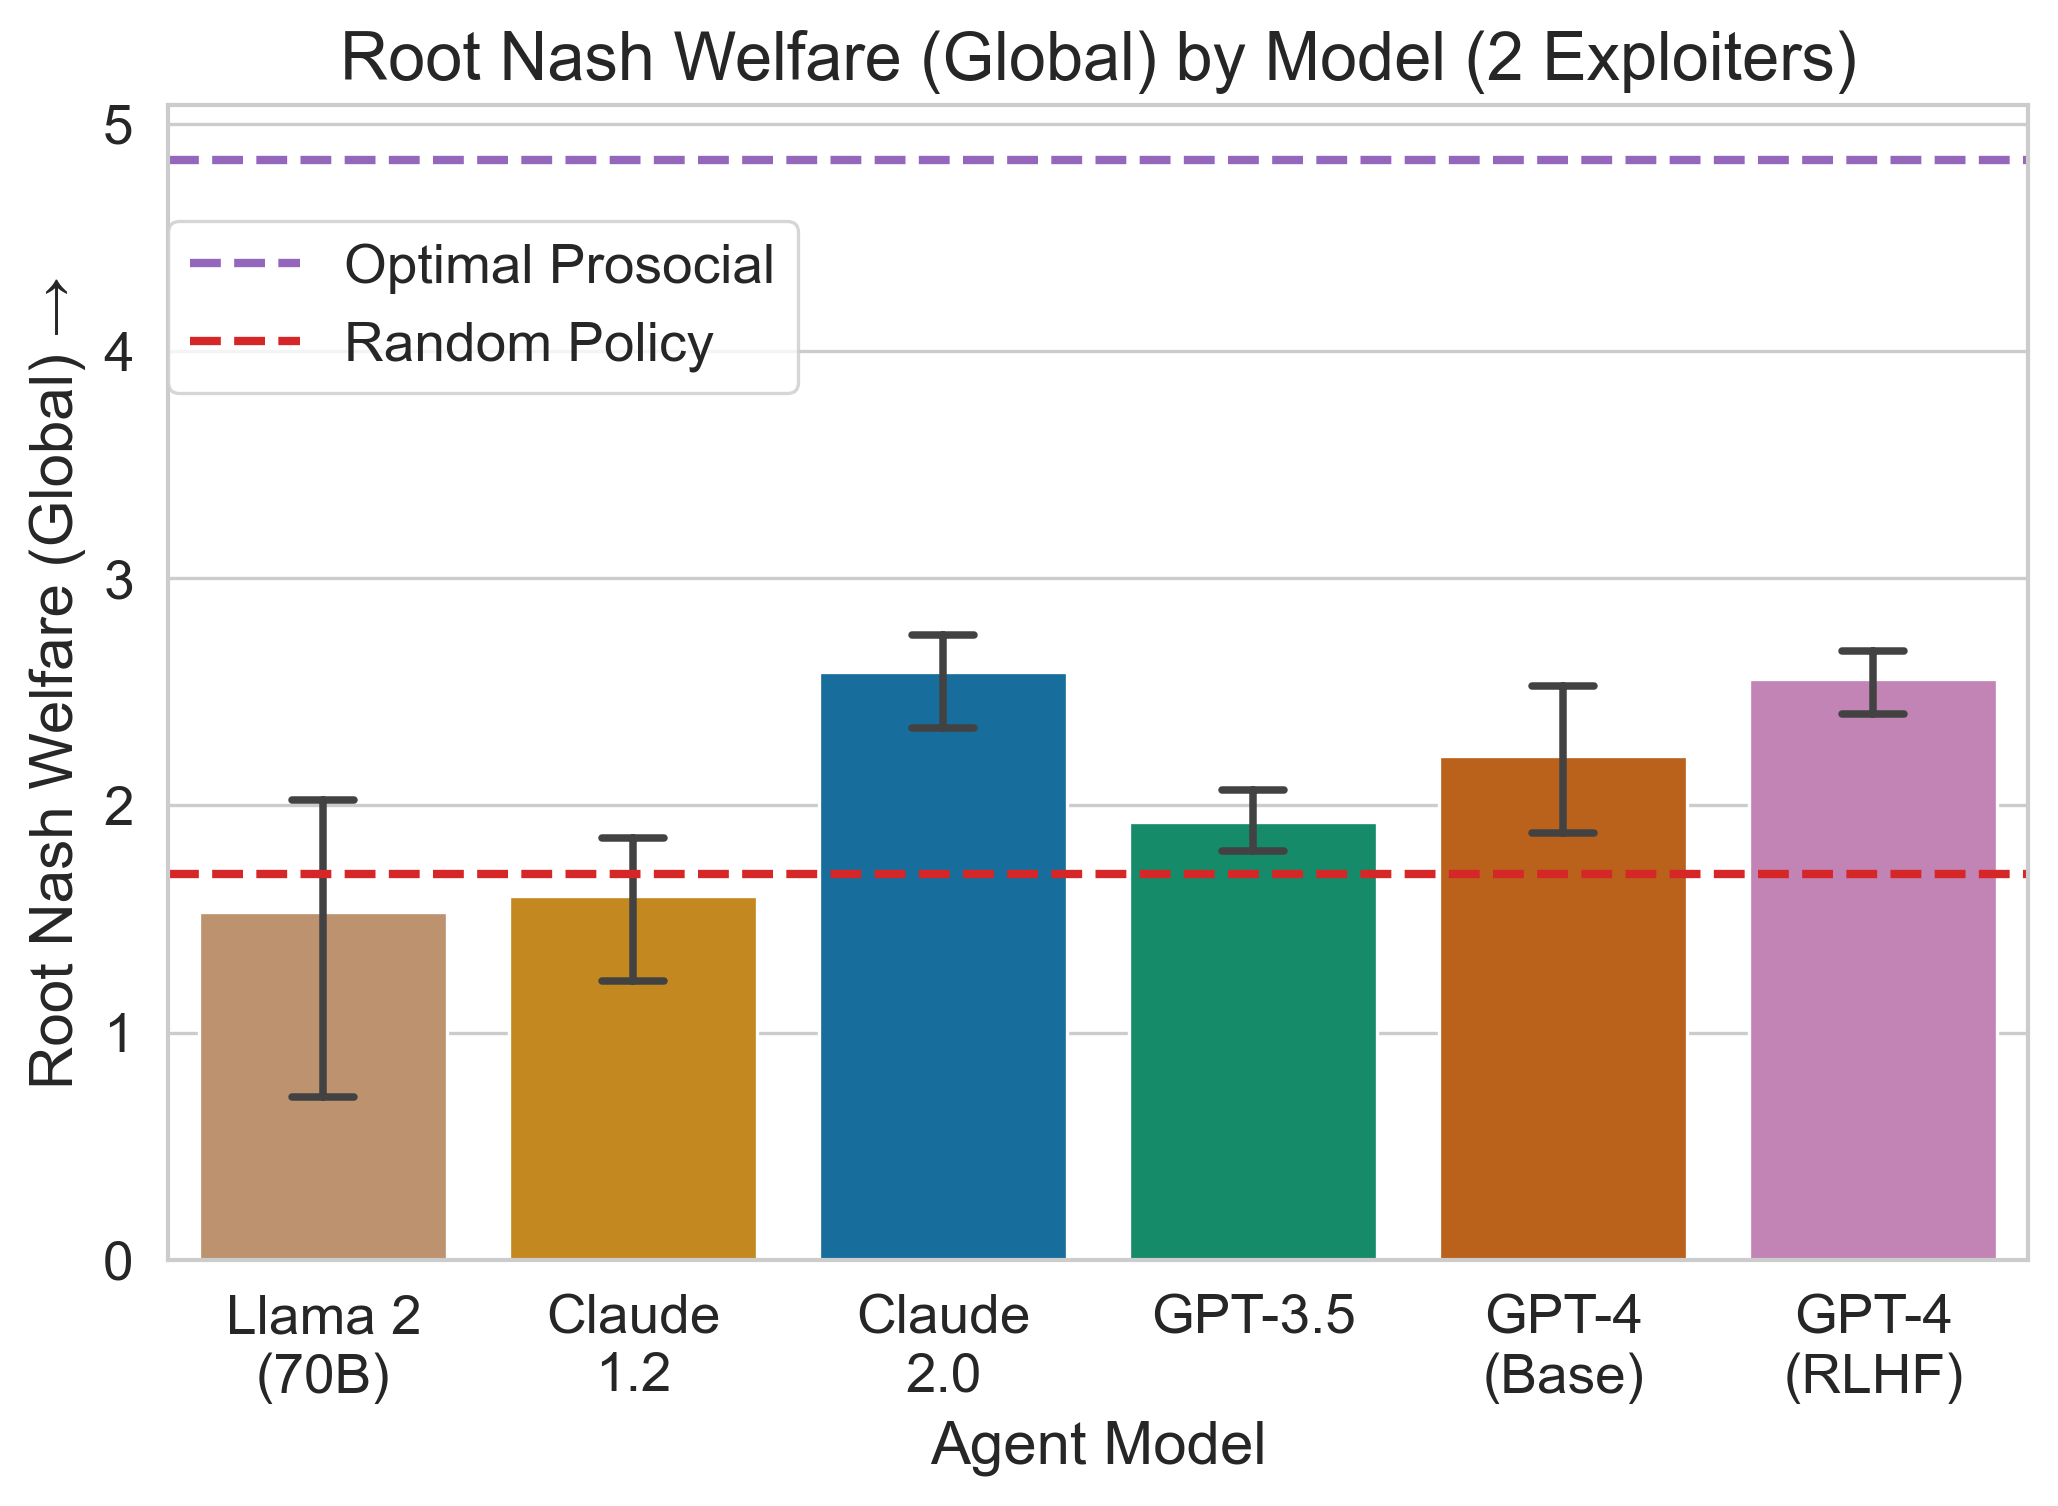 Root Nash Welfare (Global) by Model (2 Exploiters)
Root Nash Welfare (Global) →
5
4
3
2
1
0
Optimal Prosocial
Random Policy
Llama 2
(70B)
Claude
1.2
Claude
2.0
GPT-3.5
GPT-4
(Base)
GPT-4
(RLHF)
Agent Model